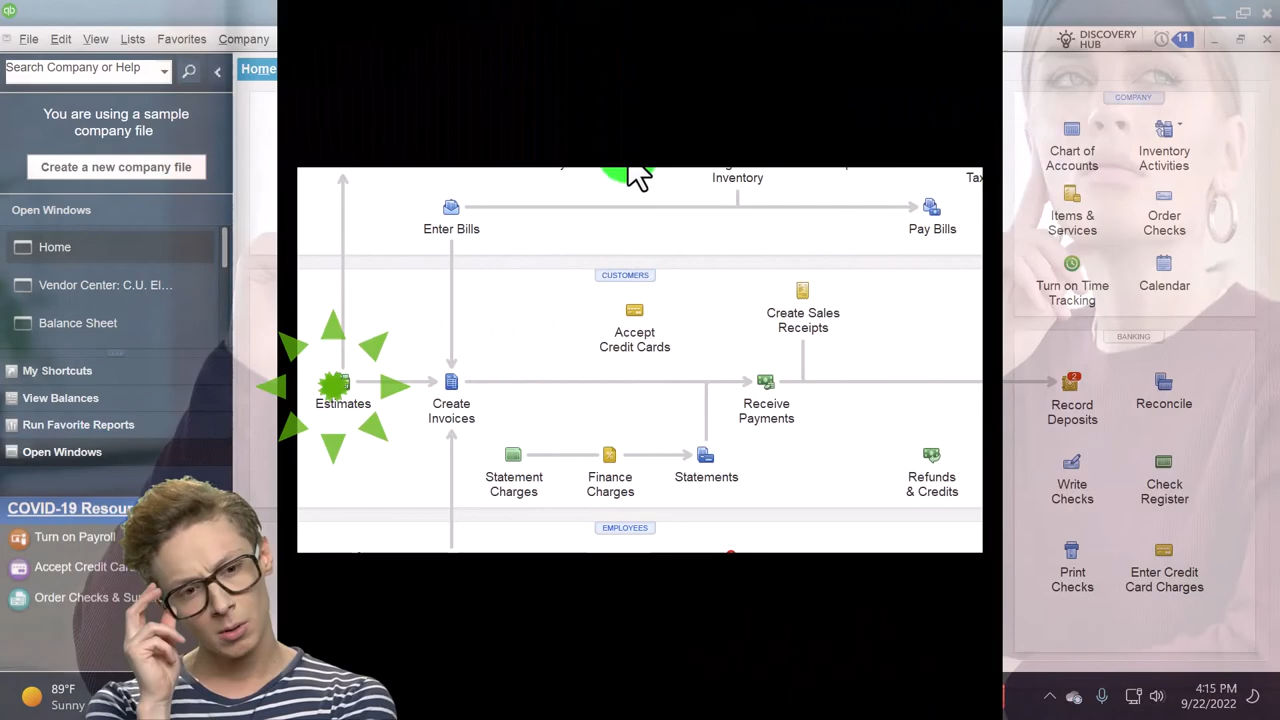 File Edit View Lists Favorites Company
DISCOVERY
HUB
11
Search Company or Help
Home
You are using a sample
company file
Create a new company file
Open Windows
Home
Vendor Center: C.U. El...
Balance Sheet
My Shortcuts
View Balances
Run Favorite Reports
Open Windows
COVID-19 Resour
Turn on Payroll
Accept Credit Car
Order Checks & Su
Inventory
Enter Bills
Pay Bills
CUSTOMERS
Accept
Credit Cards
Create Sales
Receipts
Estimates
Create
Invoices
Receive
Payments
Statement
Charges
Finance
Charges
Statements
Refunds
& Credits
EMPLOYEES
COMPANY
Chart of
Accounts
Inventory
Activities
Items &
Services
Order
Checks
Turn on Time
Tracking
Calendar
BANKING
2
Record
Deposits
Reconcile
Write
Checks
Check
Register
Print
Checks
Enter Credit
Card Charges
89°F
Sunny
4:15 PM
9/22/2022